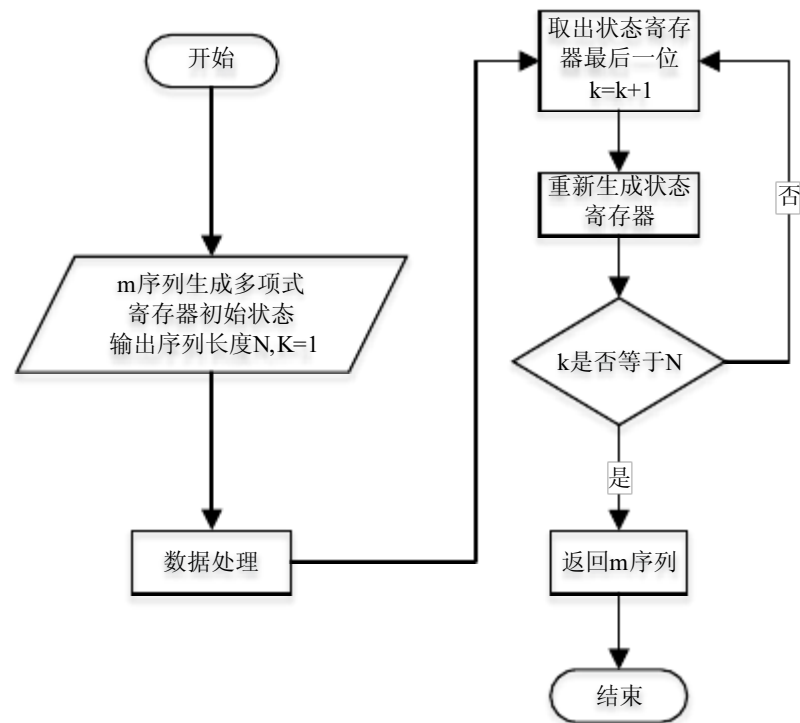 开始
m序列生成多项式
寄存器初始状态
输出序列长度N,K=1
数据处理
取出状态寄存
器最后一位
k=k+1
重新生成状态
寄存器
k是否等于N
否
是
返回m序列
结束